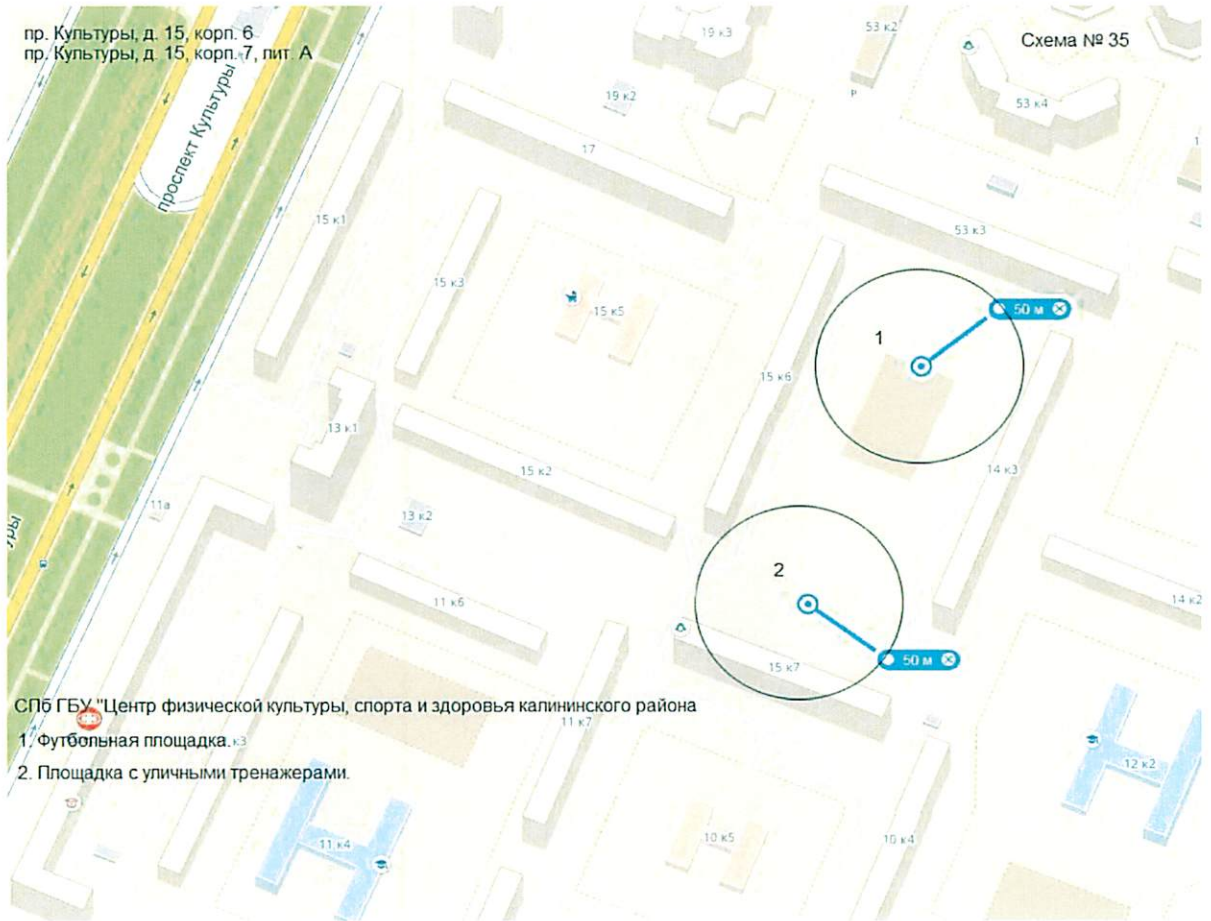 пр. Культуры, д. 15, корп. 6
пр. Культуры, д. 15, корп. 7, лит. А
Схема № 35
19 к3
53 к2
19 к2
53 к4
Р
проспект Культуры
17
15 к1
53 к3
15 к3
15 к5
50 м
1
15 к6
13 к1
15 к2
14 к3
11а
13 к2
уры
2
11 к6
14 к2
15 к7
50 м
СПб ГБУ "Центр физической культуры, спорта и здоровья калининского района
11 к7
1. Футбольная площадка.
к3
2. Площадка с уличными тренажерами.
12 к2
11 к4
10 к5
10 к4